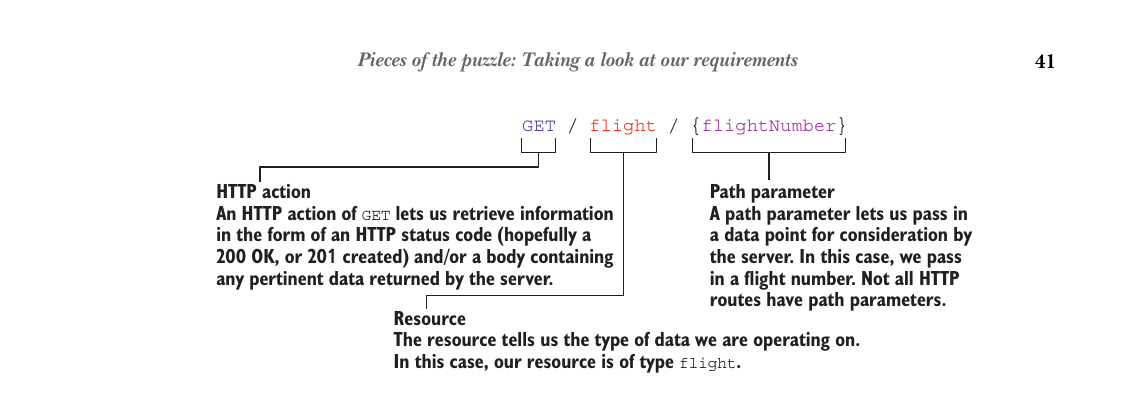 Pieces of the puzzle: Taking a look at our requirements 41
GET / flight / {flightNumber}
HTTP action
An HTTP action of GET lets us retrieve information
in the form of an HTTP status code (hopefully a
200 OK, or 201 created) and/or a body containing
any pertinent data returned by the server.
Path parameter
A path parameter lets us pass in
a data point for consideration by
the server. In this case, we pass
in a flight number. Not all HTTP
routes have path parameters.
Resource
The resource tells us the type of data we are operating on.
In this case, our resource is of type flight.